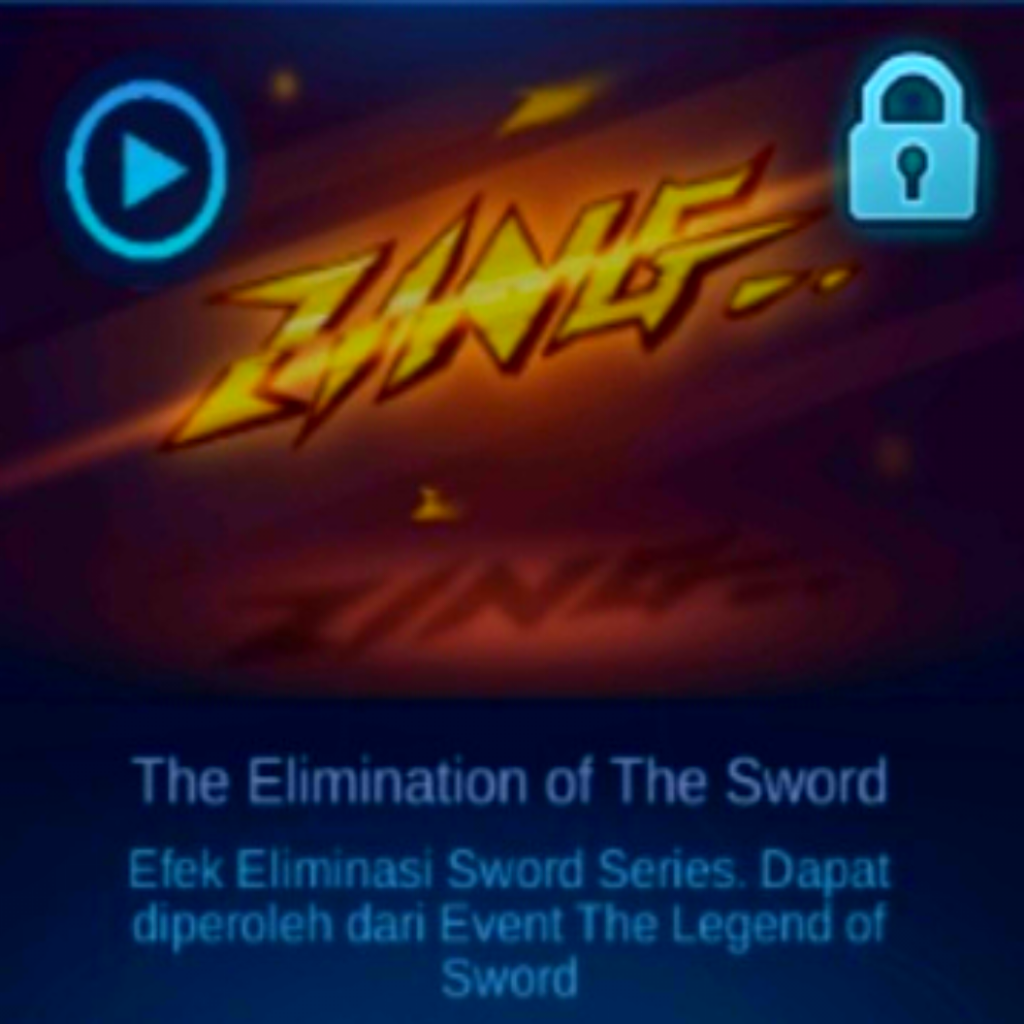 ZING..
The Elimination of The Sword
Efek Eliminasi Sword Series. Dapat
diperoleh dari Event The Legend of
Sword